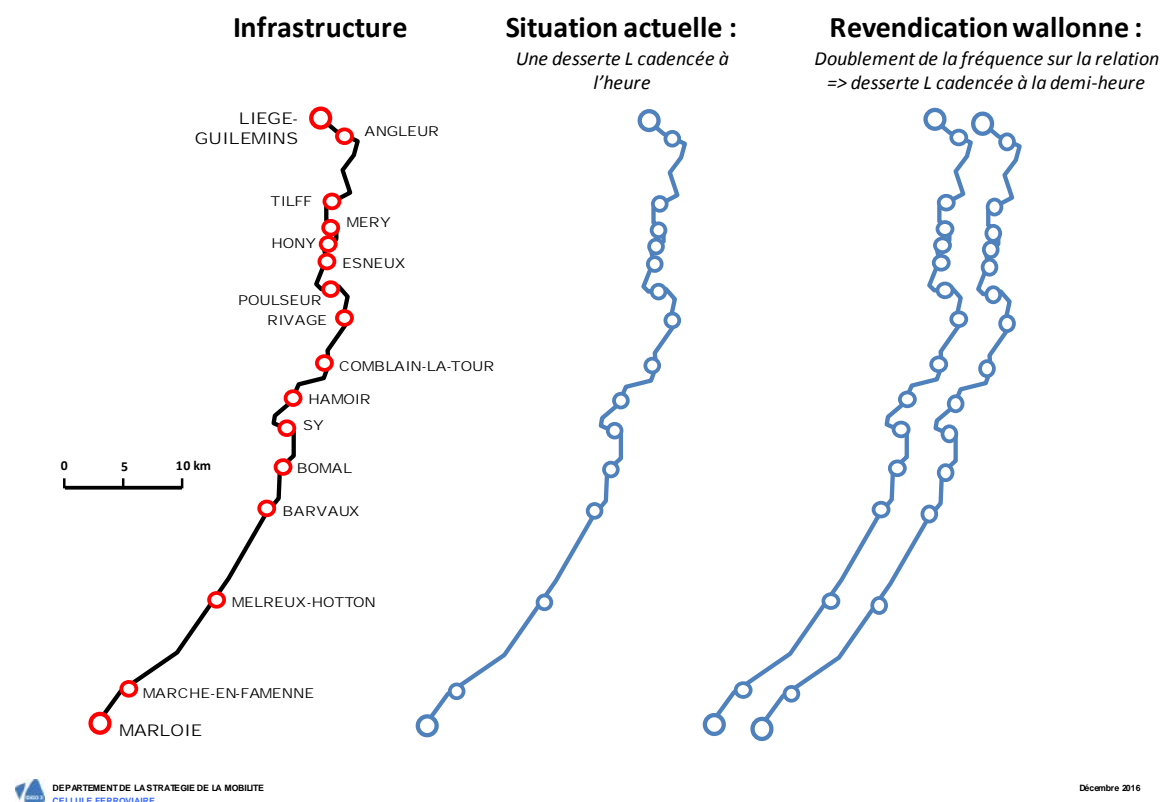 Infrastructure
Situation actuelle :
Une desserte L cadencée à
l’heure
Revendication wallonne :
Doublement de la fréquence sur la relation
=> desserte L cadencée à la demi-heure
LIEGE-
GUILEMINS
ANGLEUR
TILFF
MERY
HONY
ESNEUX
POULSEUR
RIVAGE
COMBLAIN-LA-TOUR
HAMOIR
SY
BOMAL
BARVAUX
0 5 10 km
MELREUX-HOTTON
MARCHE-EN-FAMENNE
MARLOIE
DEPARTEMENT DE LA STRATEGIE DE LA MOBILITE
CELLULE FERROVIAIRE
Décembre 2016